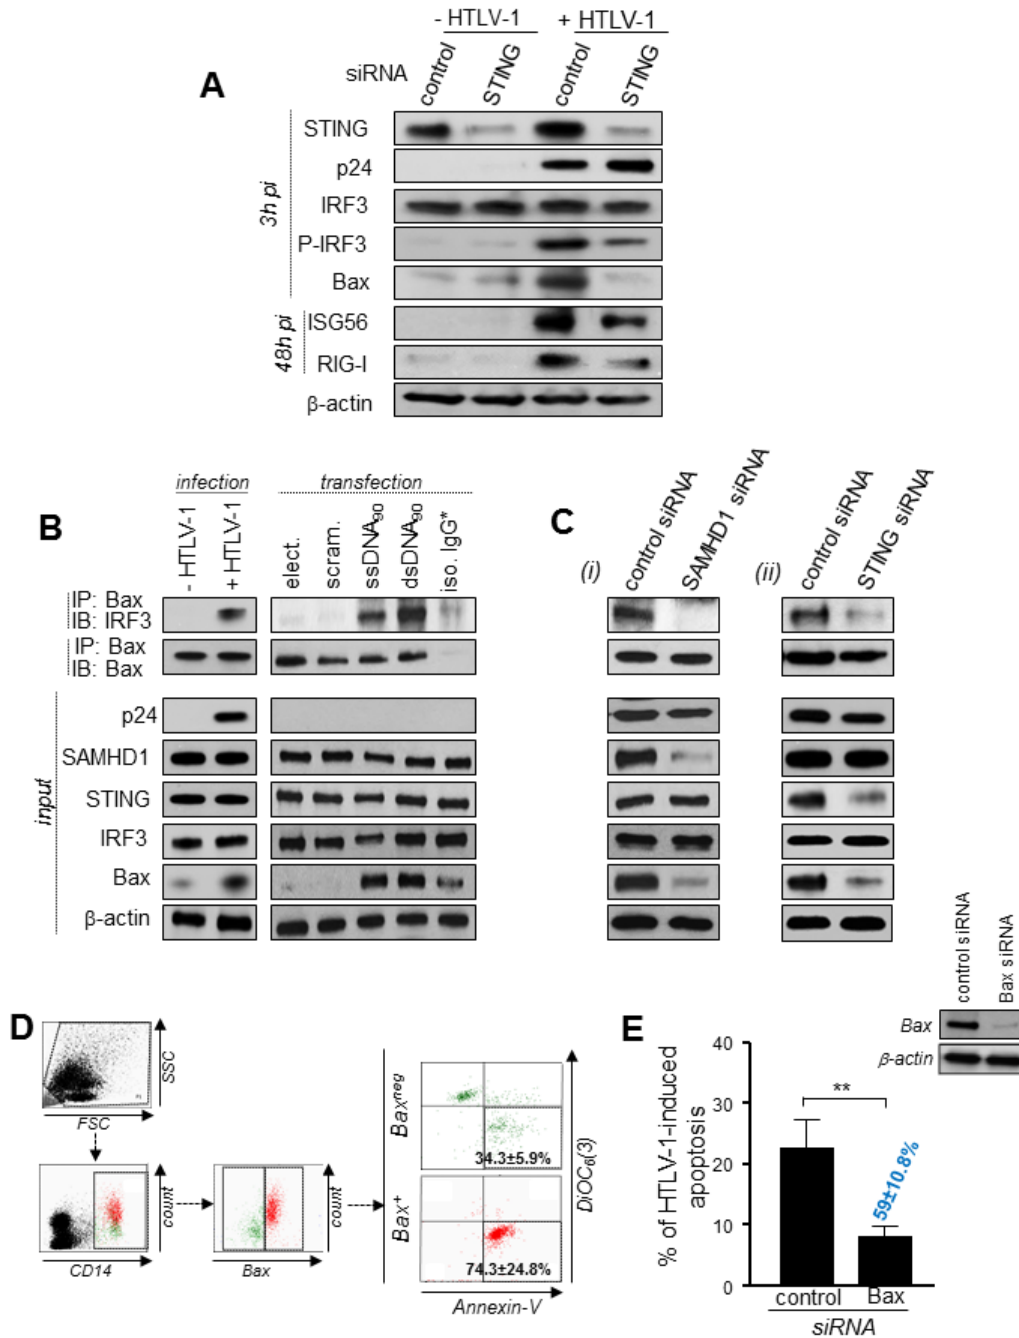 - HTLV-1 + HTLV-1
A
siRNA control STING control STING
3h pi
STING
p24
IRF3
P-IRF3
Bax
48h pi
ISG56
RIG-I
β-actin
B
infection transfection
- HTLV-1 + HTLV-1 elect. scram. ssDNA90 dsDNA90 iso. IgG*
IP: Bax
IB: IRF3
IP: Bax
IB: Bax
input
p24
SAMHD1
STING
IRF3
Bax
β-actin
C
(i) control siRNA SAMHD1 siRNA
(ii) control siRNA STING siRNA
D
SSC
FSC
count
CD14
count
Bax
Bax neg
34.3±5.9%
Bax+
74.3±24.8%
DiOC6(3)
Annexin-V
E
control siRNA Bax siRNA
Bax
β-actin
% of HTLV-1-induced
apoptosis
40
30
20
10
0
**
59±10.8%
control Bax
siRNA